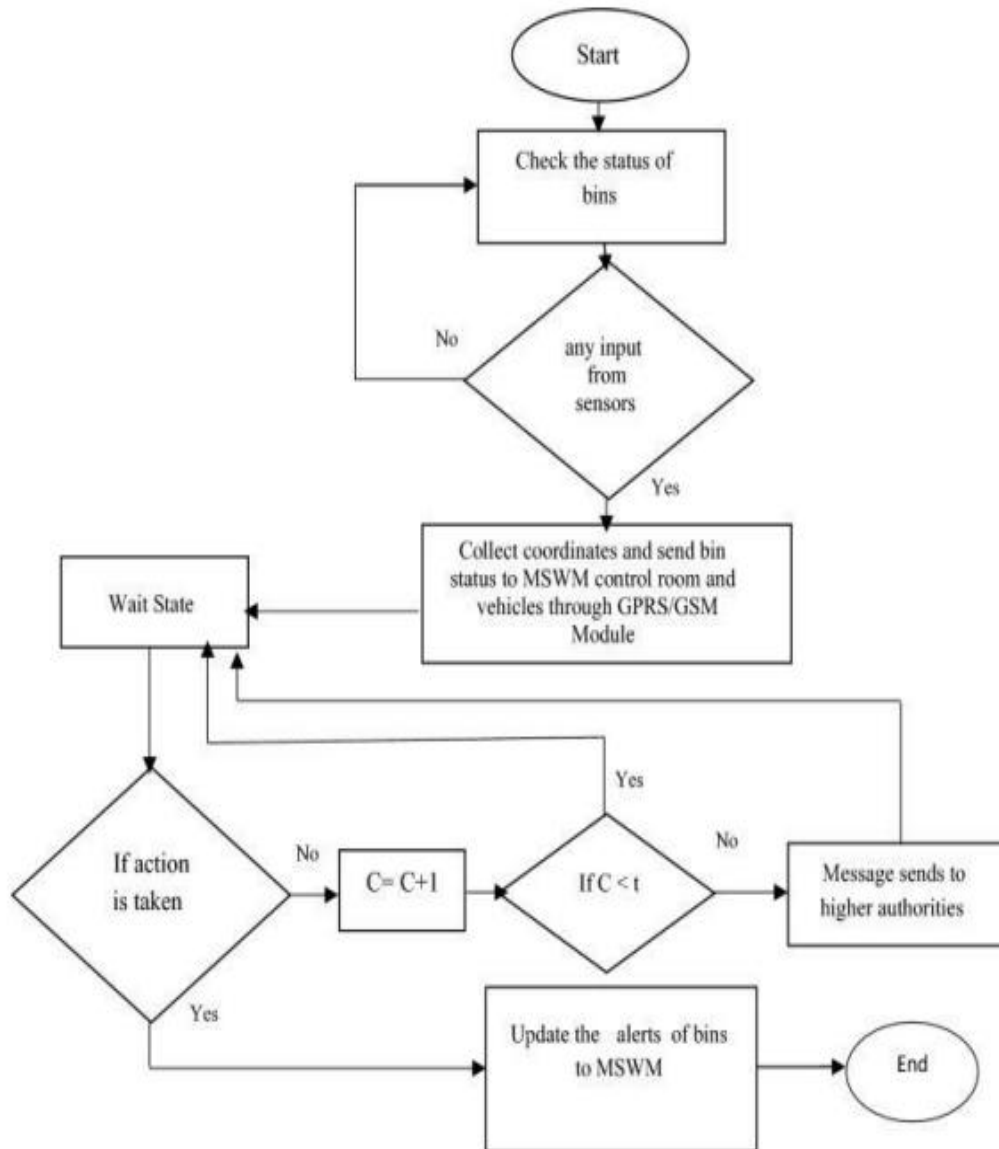 Start
Check the status of
bins
No
any input
from
sensors
Yes
Collect coordinates and send bin
status to MSWM control room and
vehicles through GPRS/GSM
Module
Wait State
Yes
If action
is taken
No
C= C+1
If C < t
No
Message sends to
higher authorities
Yes
Update the alerts of bins
to MSWM
End